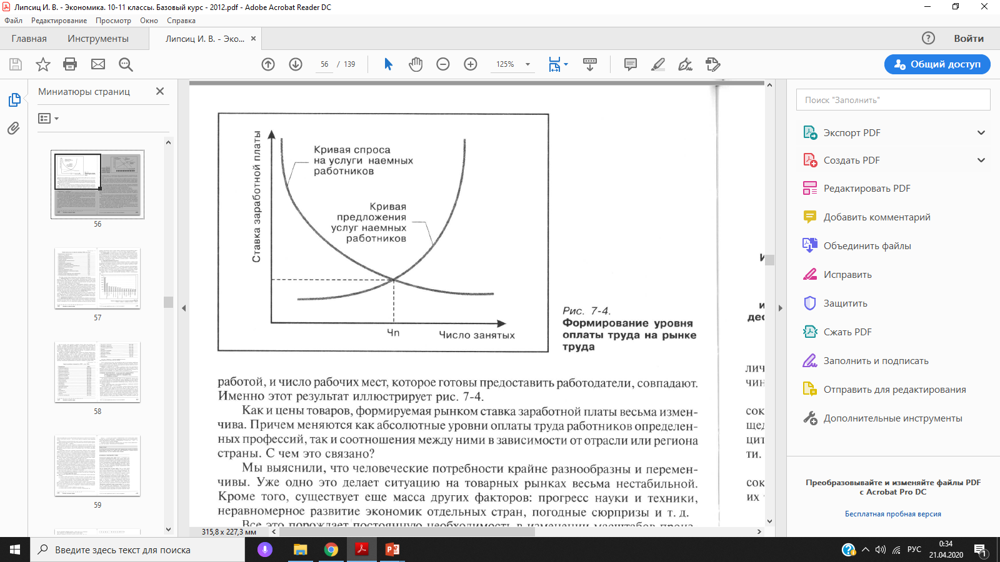 Липсиц И. В. - Экономика. 10-11 классы. Базовый курс - 2012.pdf - Adobe Acrobat Reader DC
Файл Редактирование Просмотр Окно Справка
Главная Инструменты Липсиц И. В. - Эко... ×
Войти
56 / 139 125%
Общий доступ
Миниатюры страниц
56
57
58
59
Ставка заработной платы
Кривая спроса
на услуги наемных
работников
Кривая
предложения
услуг наемных
работников
Чп
Число занятых
Рис. 7-4.
Формирование уровня
оплаты труда на рынке
труда
работой, и число рабочих мест, которое готовы предоставить работодатели, совпадают.
Именно этот результат иллюстрирует рис. 7-4.
Как и цены товаров, формируемая рынком ставка заработной платы весьма измен-
чива. Причем меняются как абсолютные уровни оплаты труда работников определен-
ных профессий, так и соотношения между ними в зависимости от отрасли или региона
страны. С чем это связано?
Мы выяснили, что человеческие потребности крайне разнообразны и перемен-
чивы. Уже одно это делает ситуацию на товарных рынках весьма нестабильной.
Кроме того, существует еще масса других факторов: прогресс науки и техники,
неравномерное развитие экономик отдельных стран, погодные сюрпризы и т. д.
Все это порождает постоянную необходимость в изменении масштабов
дес
лич
чин
сок
щед
цит
ти.
сок
их
315,8 x 227,3 мм
Поиск "Заполнить"
Экспорт PDF
Создать PDF
Редактировать PDF
Добавить комментарий
Объединить файлы
Исправить
Защитить
Сжать PDF
Заполнить и подписать
Отправить для редактирования
Дополнительные инструменты
Преобразовывайте и изменяйте файлы PDF
с Acrobat Pro DC
Бесплатная пробная версия
Введите здесь текст для поиска
РУС
0:34
21.04.2020
1